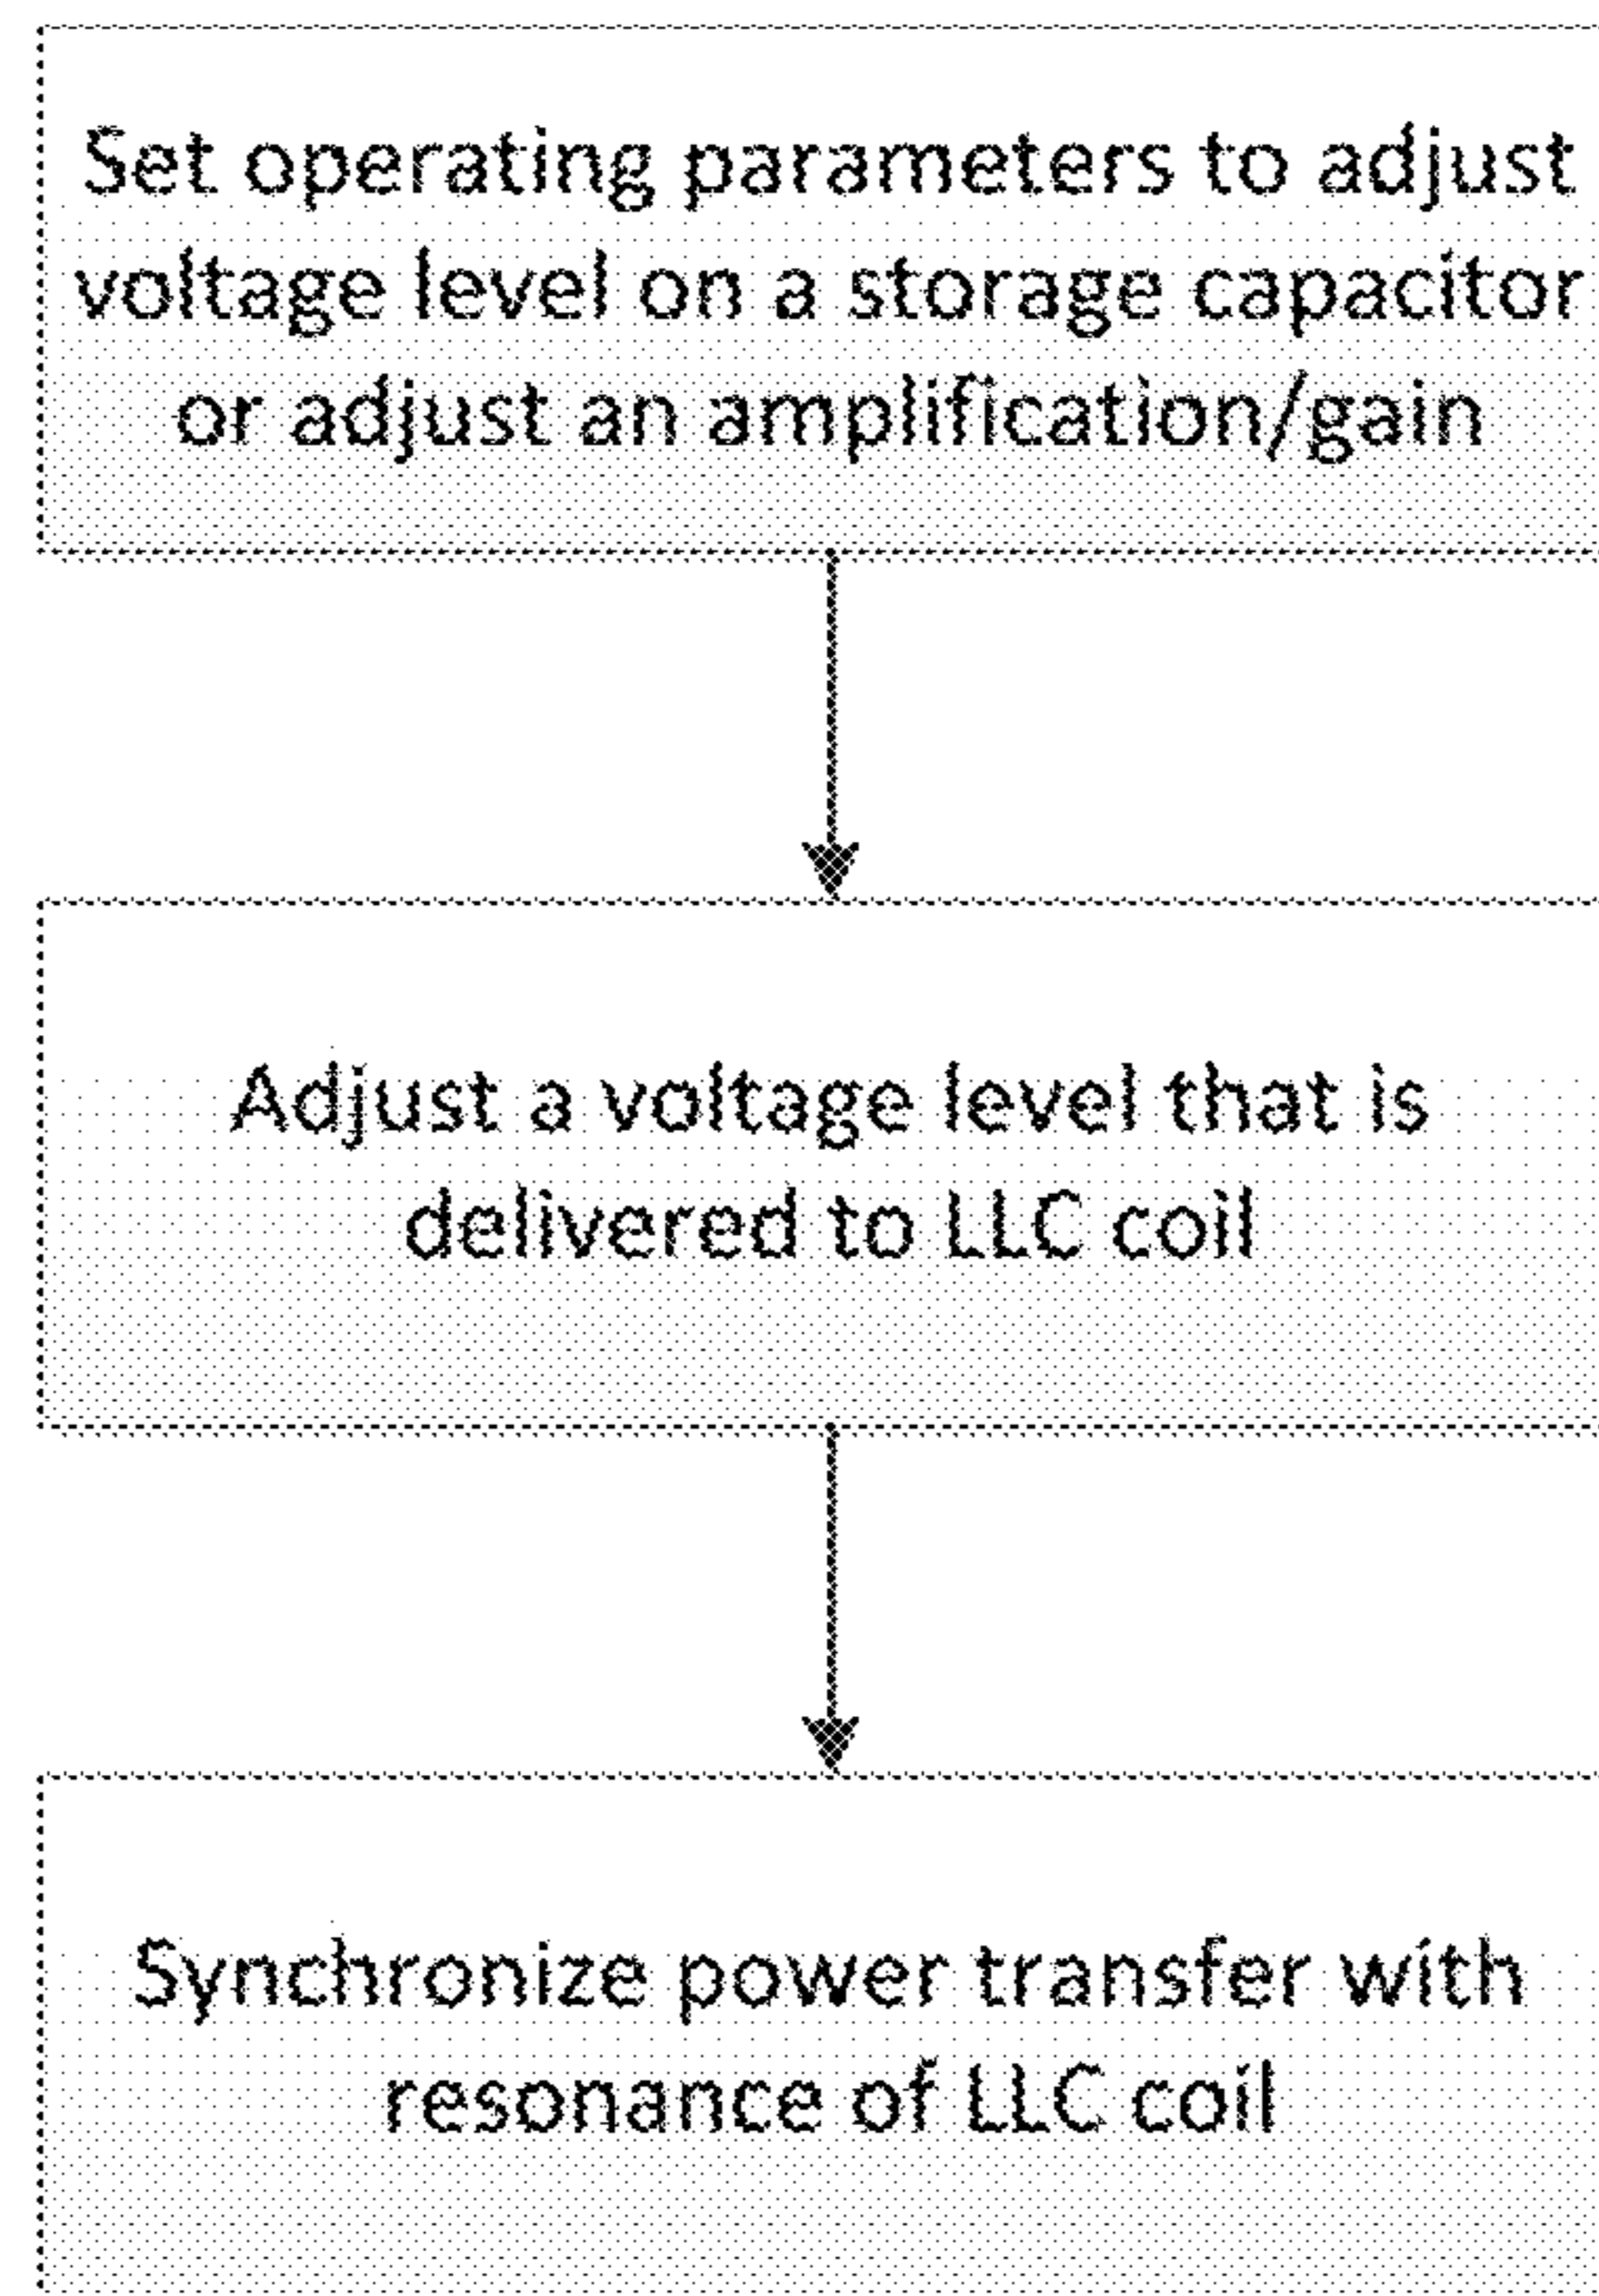 Set operating parameters to adjust
voltage level on a storage capacitor
or adjust an amplification/gain
Adjust a voltage level that is
delivered to LLC coil
Synchronize power transfer with
resonance of LLC coil